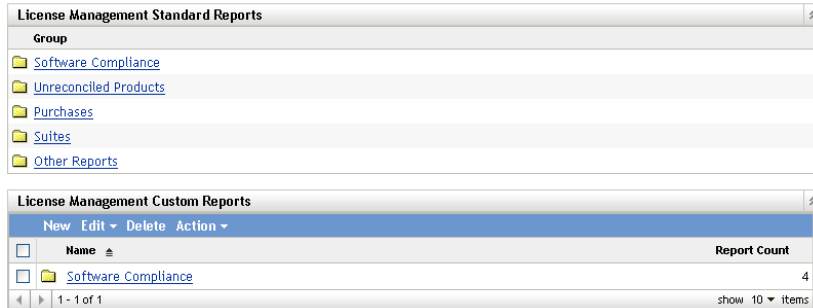 License Management Standard Reports
Group
Software Compliance
Unreconciled Products
Purchases
Suites
Other Reports
License Management Custom Reports
New Edit Delete Action
Name Report Count
Software Compliance 4
1 - 1 of 1 show 10 items